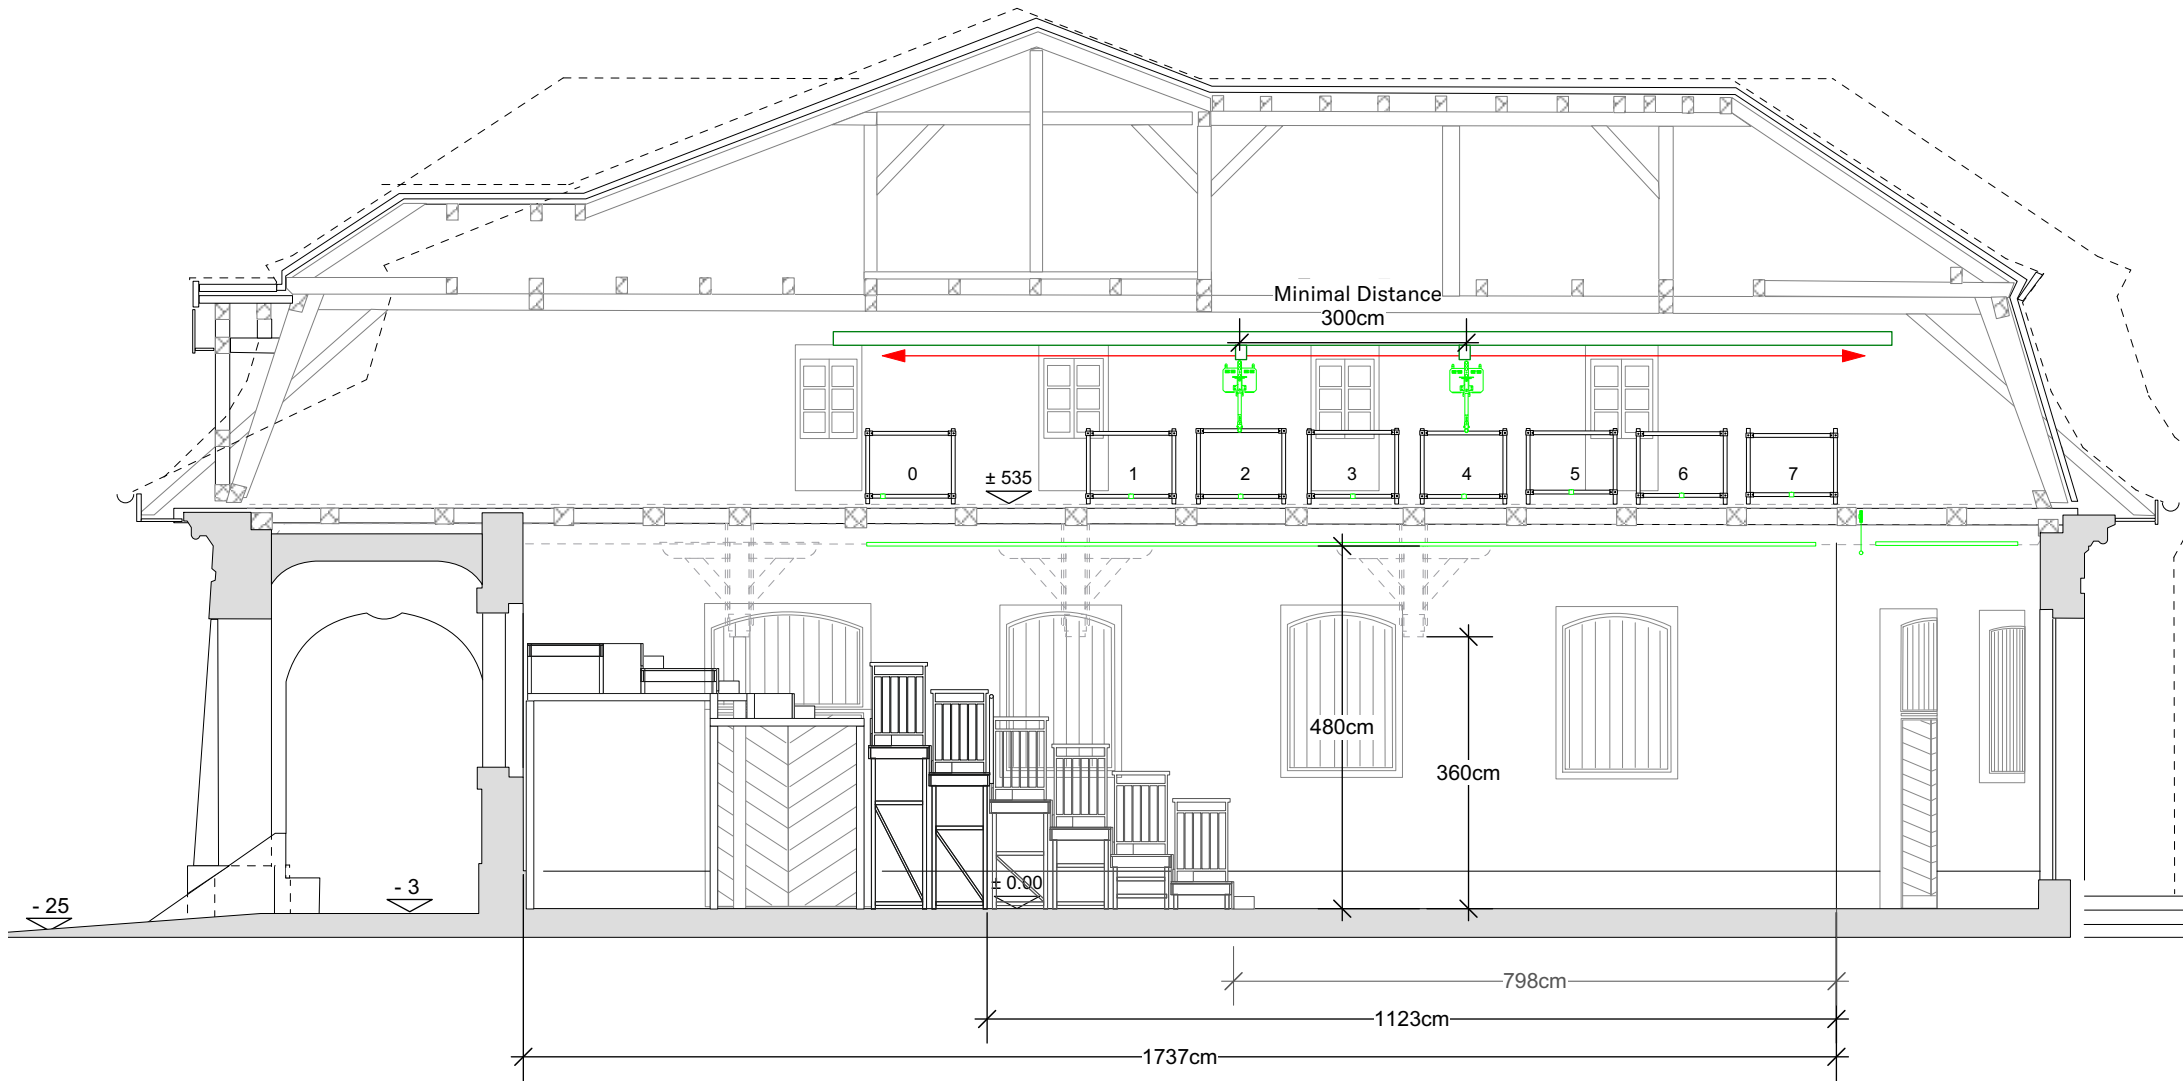 Minimal Distance
300cm
0
1
2
3
4
5
6
7
± 535
480cm
360cm
± 0.00
- 3
- 25
798cm
1123cm
1737cm